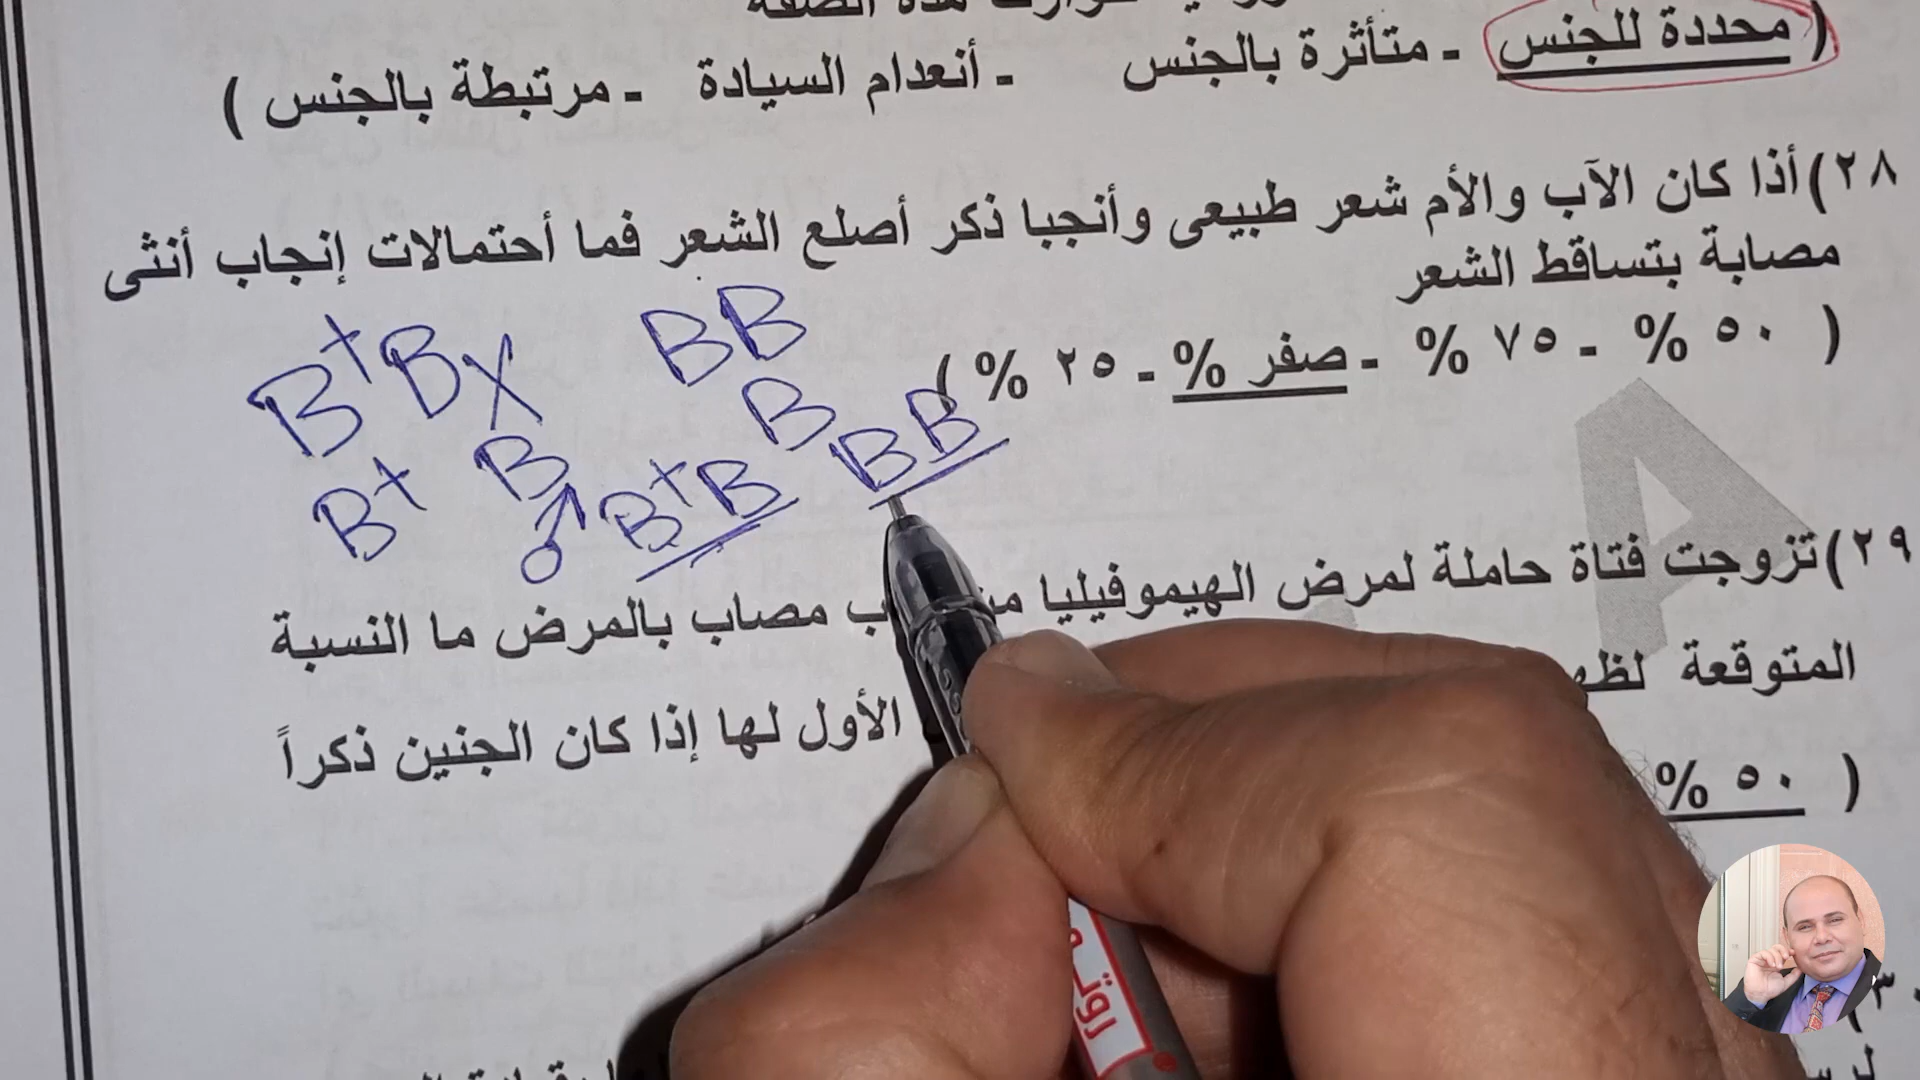 ( محددة للجنس - متأثرة بالجنس - أنعدام السيادة - مرتبطة بالجنس )
٢٨) أذا كان الآب والأم شعر طبيعى وأنجبا ذكر أصلع الشعر فما أحتمالات إنجاب أنثى
مصابة بتساقط الشعر
( ٥٠ % - ٧٥ % - صفر % - ٢٥ % )
B⁺B X BB
B⁺ B B
B⁺B BB
٢٩) تزوجت فتاة حاملة لمرض الهيموفيليا مصاب بالمرض ما النسبة
المتوقعة الأول لها إذا كان الجنين ذكراً
( ٥٠ %